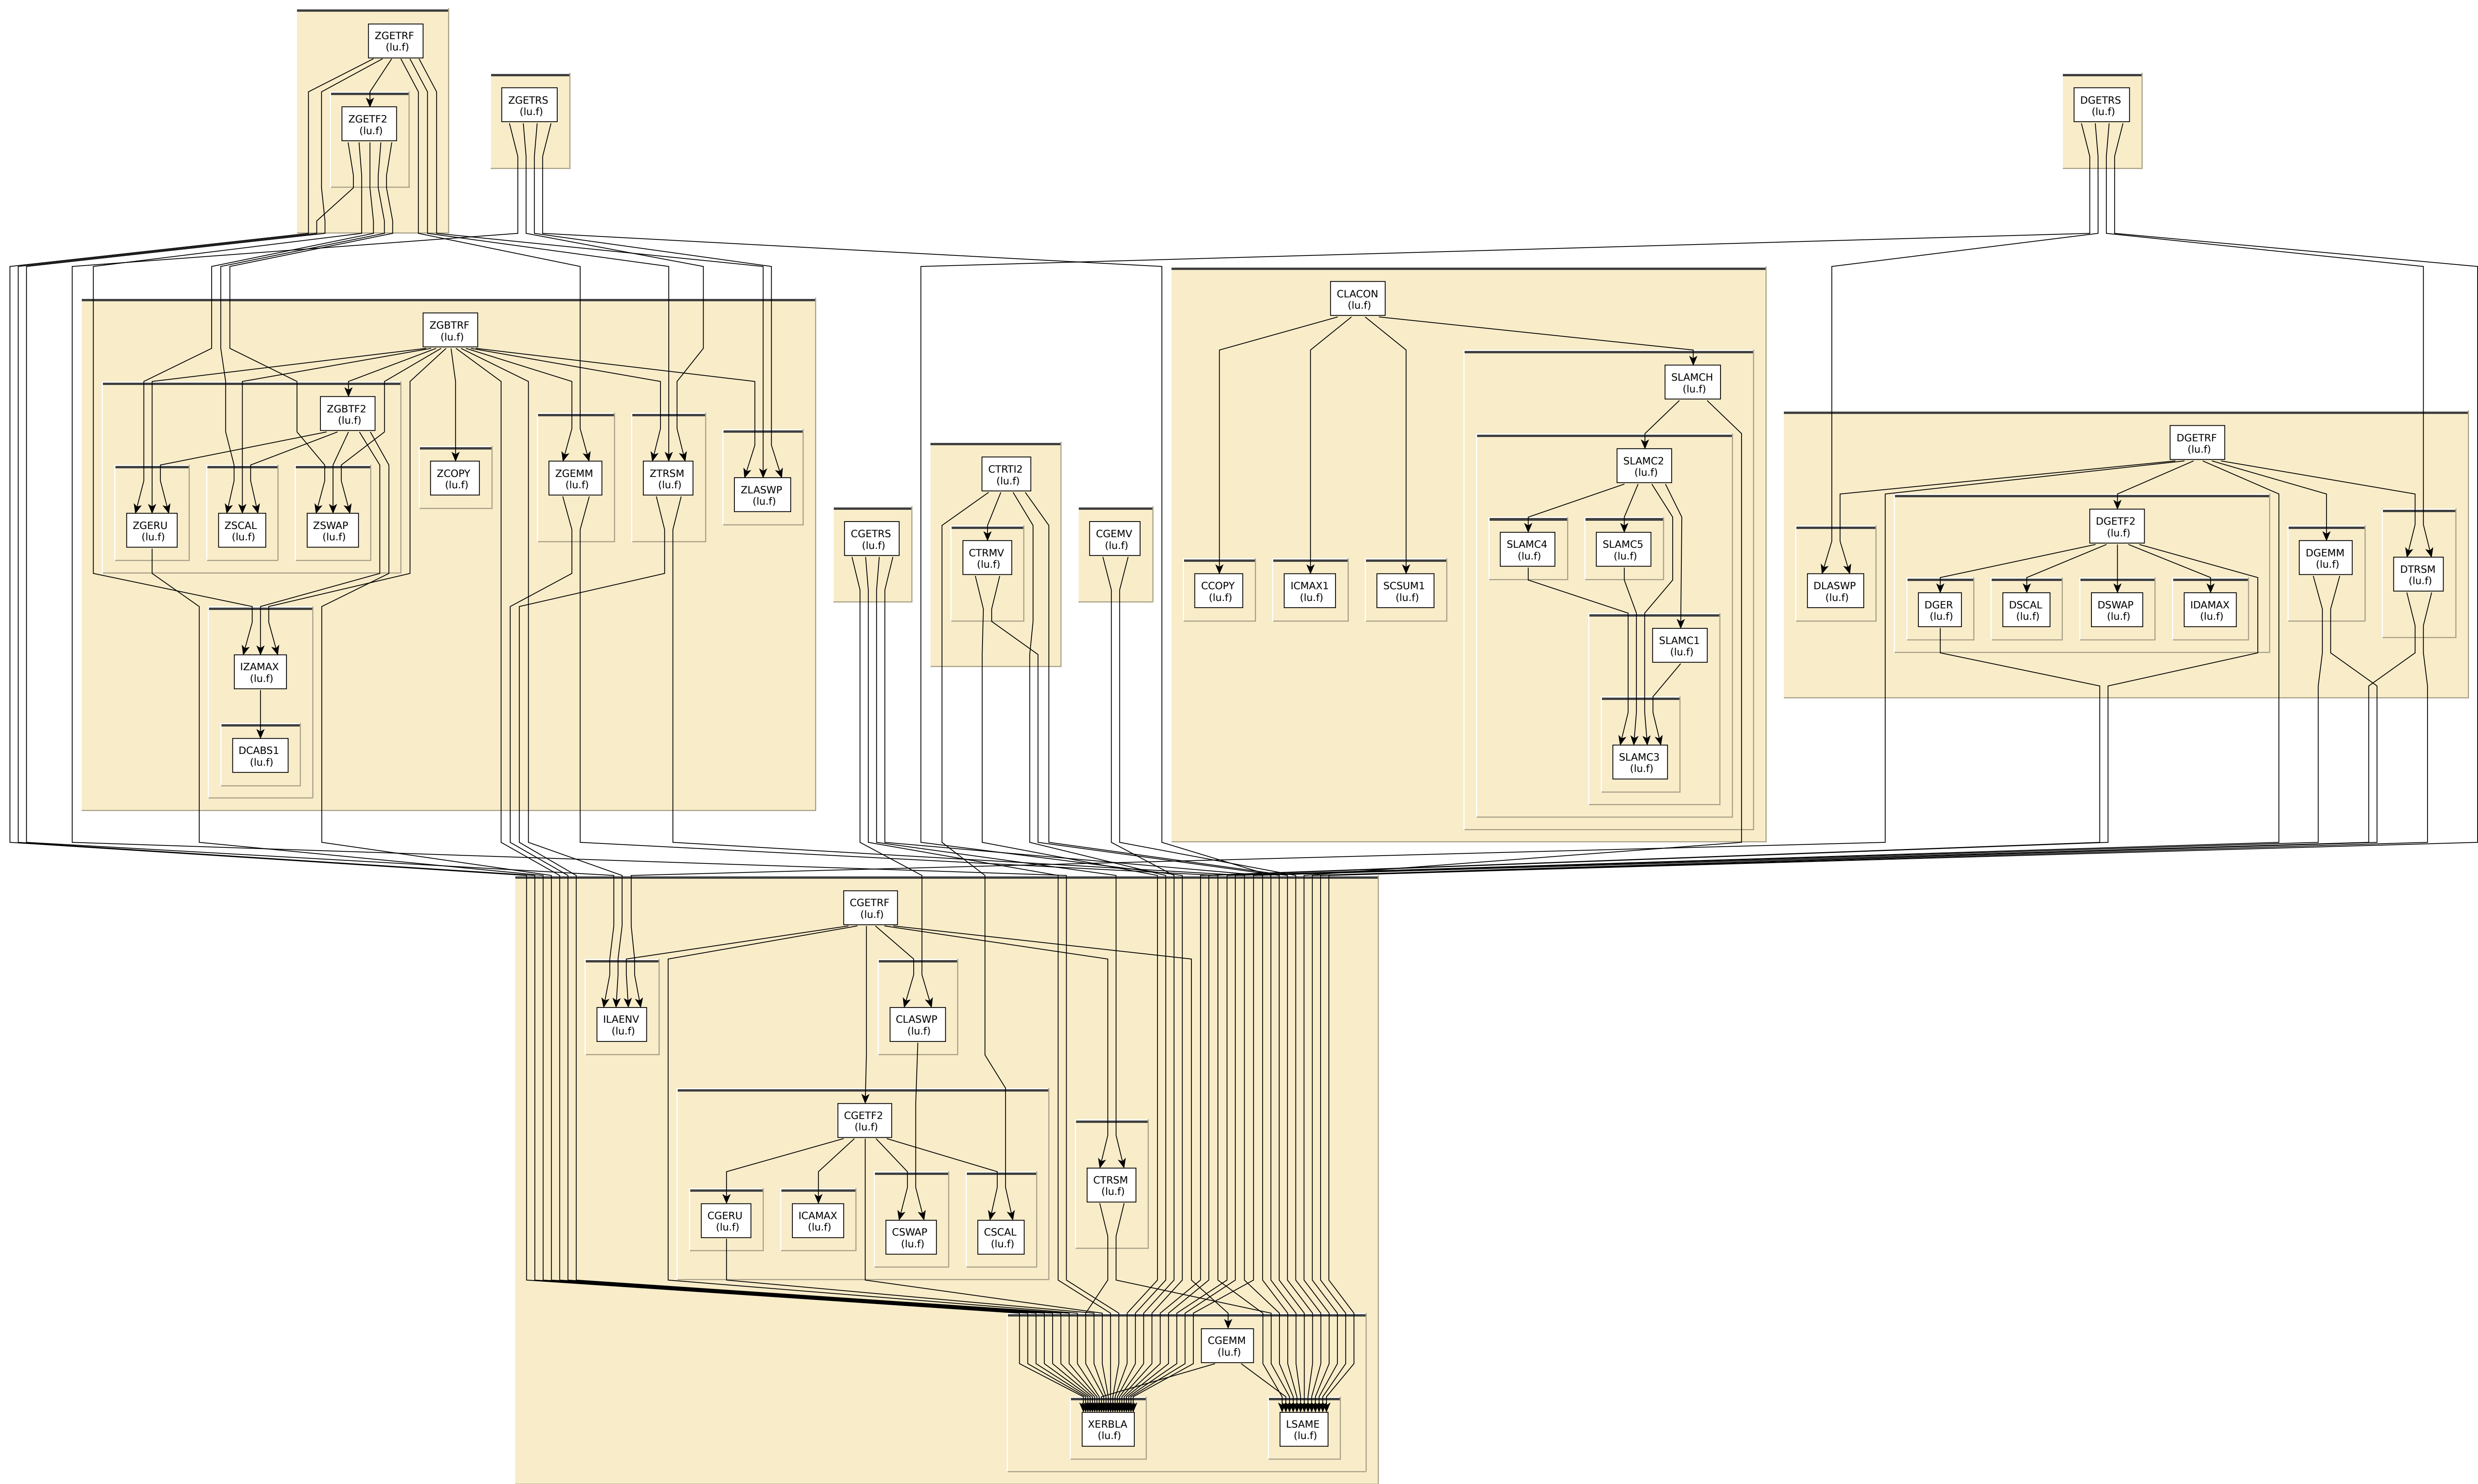 ZGETRF
(lu.f)
ZGETF2
(lu.f)
ZGETRS
(lu.f)
DGETRS
(lu.f)
ZGBTRF
(lu.f)
ZGBTF2
(lu.f)
ZGERU
(lu.f)
ZSCAL
(lu.f)
ZSWAP
(lu.f)
ZCOPY
(lu.f)
ZGEMM
(lu.f)
ZTRSM
(lu.f)
ZLASWP
(lu.f)
IZAMAX
(lu.f)
DCABS1
(lu.f)
CGETRS
(lu.f)
CTRTI2
(lu.f)
CTRMV
(lu.f)
CGEMV
(lu.f)
CLACON
(lu.f)
CCOPY
(lu.f)
ICMAX1
(lu.f)
SCSUM1
(lu.f)
SLAMCH
(lu.f)
SLAMC2
(lu.f)
SLAMC4
(lu.f)
SLAMC5
(lu.f)
SLAMC1
(lu.f)
SLAMC3
(lu.f)
DGETRF
(lu.f)
DLASWP
(lu.f)
DGETF2
(lu.f)
DGER
(lu.f)
DSCAL
(lu.f)
DSWAP
(lu.f)
IDAMAX
(lu.f)
DGEMM
(lu.f)
DTRSM
(lu.f)
CGETRF
(lu.f)
ILAENV
(lu.f)
CLASWP
(lu.f)
CGETF2
(lu.f)
CGERU
(lu.f)
ICAMAX
(lu.f)
CSWAP
(lu.f)
CSCAL
(lu.f)
CTRSM
(lu.f)
CGEMM
(lu.f)
XERBLA
(lu.f)
LSAME
(lu.f)